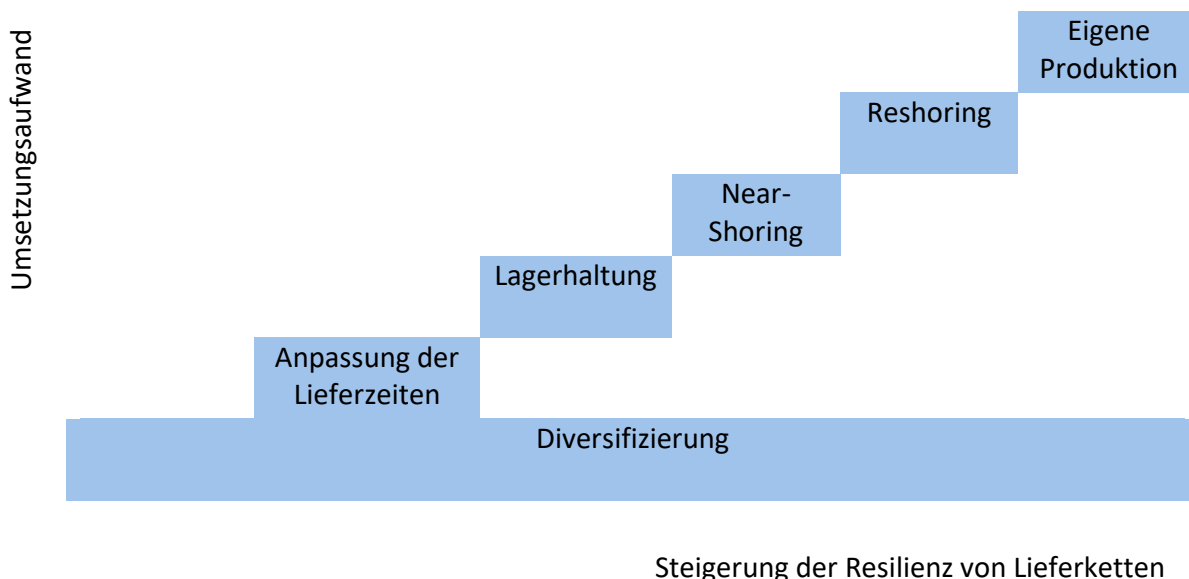 Umsetzungsaufwand
Eigene
Produktion
Reshoring
Near-
Shoring
Lagerhaltung
Anpassung der
Lieferzeiten
Diversifizierung
Steigerung der Resilienz von Lieferketten